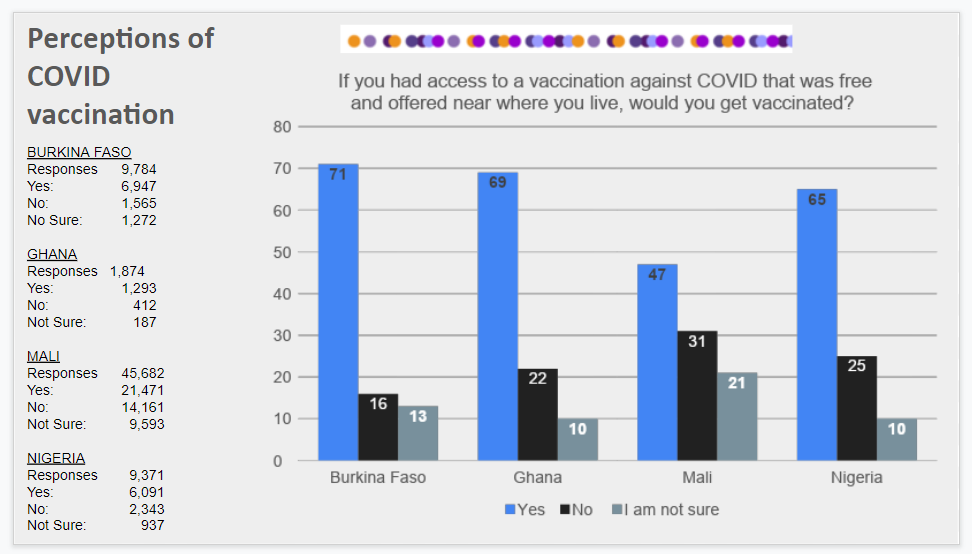 Perceptions of
COVID
vaccination
BURKINA FASO
Responses 9,784
Yes: 6,947
No: 1,565
No Sure: 1,272
GHANA
Responses 1,874
Yes: 1,293
No: 412
Not Sure: 187
MALI
Responses 45,682
Yes: 21,471
No: 14,161
Not Sure: 9,593
NIGERIA
Responses 9,371
Yes: 6,091
No: 2,343
Not Sure: 937
If you had access to a vaccination against COVID that was free
and offered near where you live, would you get vaccinated?
80
70
60
50
40
30
20
10
0
71
16
13
69
22
10
47
31
21
65
25
10
Burkina Faso
Ghana
Mali
Nigeria
Yes No I am not sure